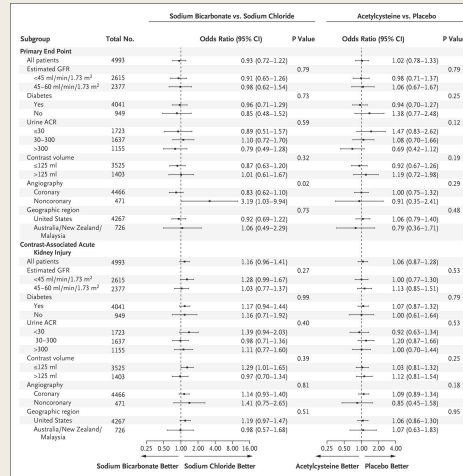 Sodium Bicarbonate vs. Sodium Chloride Acetylcysteine vs. Placebo
Subgroup Total No. Odds Ratio (95% CI) P Value Odds Ratio (95% CI) P Value
Primary End Point
All patients 4993 0.93 (0.72–1.22) 1.02 (0.78–1.33)
Estimated GFR 0.79 0.79
<45 ml/min/1.73 m² 2615 0.91 (0.65–1.26) 0.98 (0.71–1.37)
45–60 ml/min/1.73 m² 2377 0.98 (0.62–1.54) 1.06 (0.67–1.67)
Diabetes 0.73 0.25
Yes 4041 0.96 (0.71–1.29) 0.94 (0.70–1.27)
No 949 0.85 (0.48–1.52) 1.38 (0.77–2.48)
Urine ACR 0.59 0.12
≤30 1723 0.89 (0.51–1.57) 1.47 (0.83–2.62)
30–300 1637 1.10 (0.72–1.70) 1.08 (0.70–1.66)
>300 1155 0.79 (0.49–1.28) 0.69 (0.42–1.12)
Contrast volume 0.32 0.19
≤125 ml 3525 0.87 (0.63–1.20) 0.92 (0.67–1.26)
>125 ml 1403 1.01 (0.61–1.67) 1.19 (0.72–1.98)
Angiography 0.02 0.29
Coronary 4466 0.83 (0.62–1.10) 1.00 (0.75–1.32)
Noncoronary 471 3.19 (1.03–9.94) 0.91 (0.35–2.41)
Geographic region 0.73 0.48
United States 4267 0.92 (0.69–1.22) 1.06 (0.79–1.40)
Australia/New Zealand/ 726 1.06 (0.49–2.29) 0.79 (0.36–1.71)
Malaysia
Contrast-Associated Acute
Kidney Injury
All patients 4993 1.16 (0.96–1.41) 1.06 (0.87–1.28)
Estimated GFR 0.27 0.53
<45 ml/min/1.73 m² 2615 1.28 (0.99–1.67) 1.00 (0.77–1.30)
45–60 ml/min/1.73 m² 2377 1.03 (0.77–1.37) 1.13 (0.85–1.51)
Diabetes 0.99 0.79
Yes 4041 1.17 (0.94–1.44) 1.07 (0.87–1.32)
No 949 1.16 (0.71–1.92) 1.00 (0.61–1.64)
Urine ACR 0.40 0.53
<30 1723 1.39 (0.94–2.03) 0.92 (0.63–1.34)
30–300 1637 0.98 (0.71–1.36) 1.20 (0.87–1.66)
>300 1155 1.11 (0.77–1.60) 1.00 (0.70–1.44)
Contrast volume 0.39 0.25
≤125 ml 3525 1.29 (1.01–1.65) 1.03 (0.81–1.32)
>125 ml 1403 0.97 (0.70–1.34) 1.12 (0.81–1.54)
Angiography 0.81 0.18
Coronary 4466 1.14 (0.93–1.40) 1.09 (0.89–1.34)
Noncoronary 471 1.41 (0.75–2.65) 0.85 (0.45–1.58)
Geographic region 0.51 0.95
United States 4267 1.19 (0.97–1.47) 1.06 (0.86–1.30)
Australia/New Zealand/ 726 0.98 (0.57–1.68) 1.07 (0.63–1.83)
Malaysia
0.25 0.50 1.00 2.00 4.00 8.00 16.00 0.25 0.50 1.00 2.00 4.00
Sodium Bicarbonate Better Sodium Chloride Better Acetylcysteine Better Placebo Better